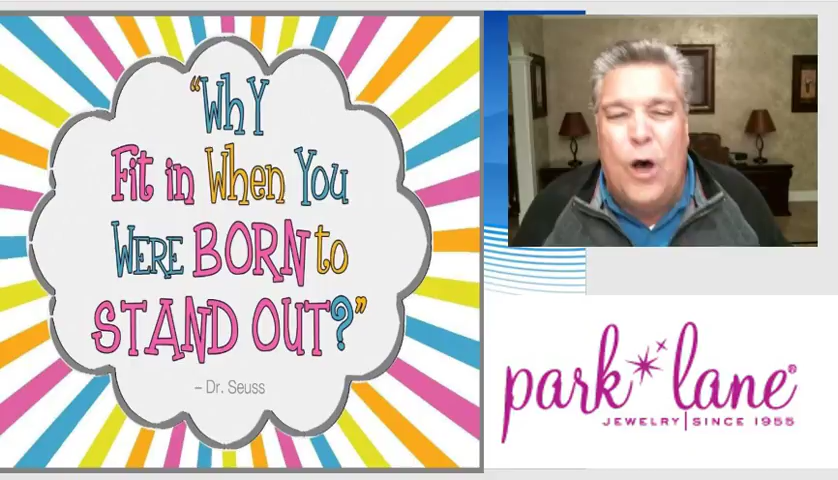 “WhY
Fit in When You
WERE BORN to
STAND OUT?”
– Dr. Seuss
park lane®
JEWELRY | SINCE 1955